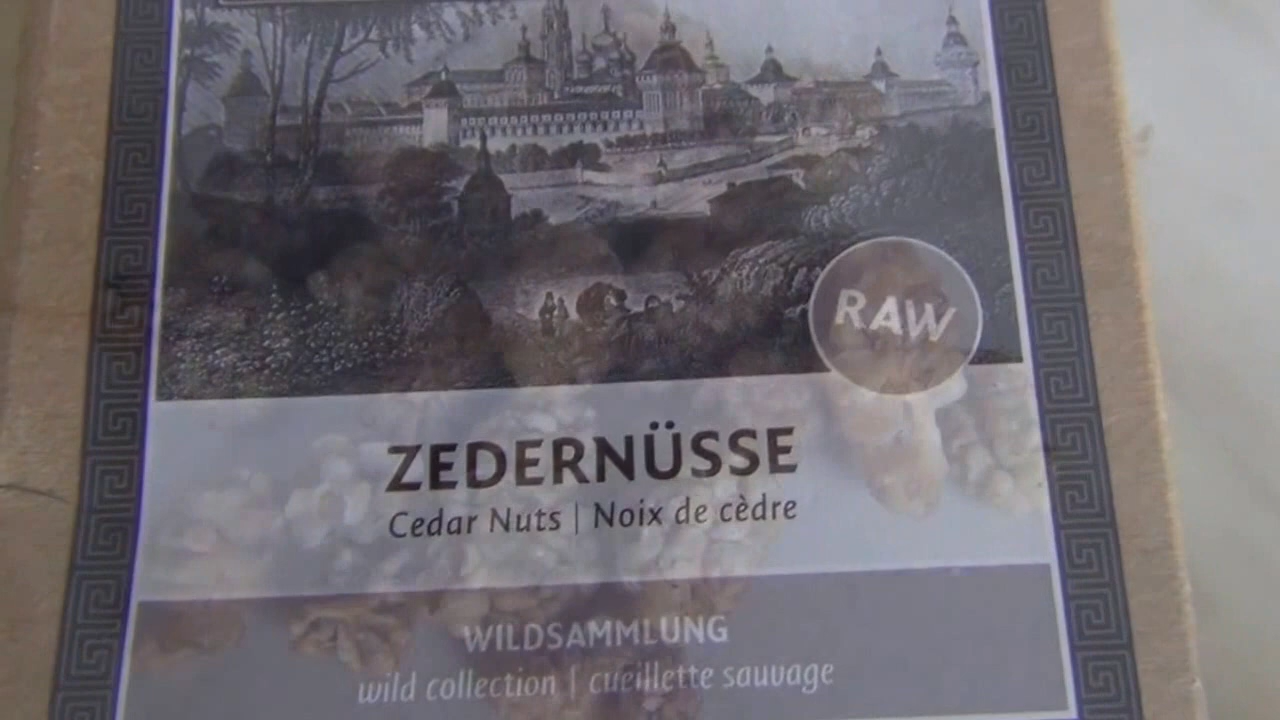 RAW
ZEDERNÜSSE
Cedar Nuts | Noix de cèdre
WILDSAMMLUNG
wild collection | cueillette sauvage